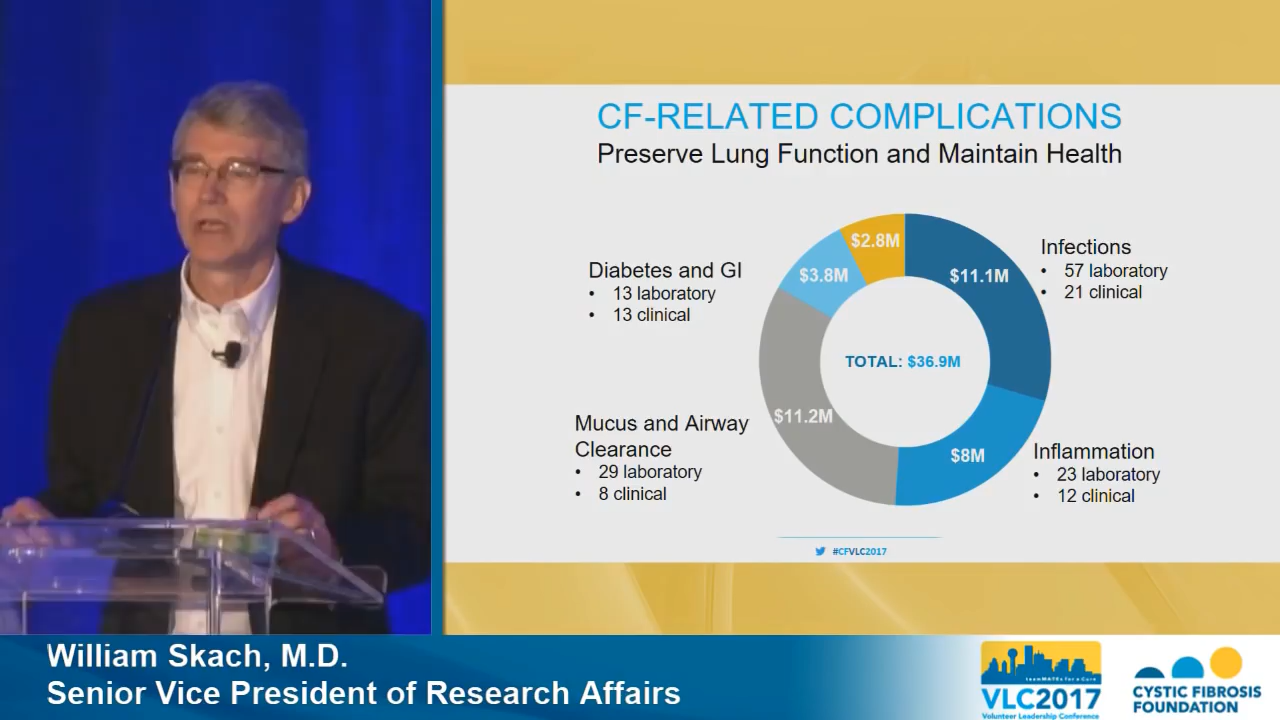 CF-RELATED COMPLICATIONS
Preserve Lung Function and Maintain Health
Diabetes and GI
• 13 laboratory
• 13 clinical
Mucus and Airway
Clearance
• 29 laboratory
• 8 clinical
$2.8M
$3.8M
$11.1M
TOTAL: $36.9M
$11.2M
$8M
Infections
• 57 laboratory
• 21 clinical
Inflammation
• 23 laboratory
• 12 clinical
#CFVLC2017
William Skach, M.D.
Senior Vice President of Research Affairs
teamMATEs for a Cure
VLC2017
Volunteer Leadership Conference
CYSTIC FIBROSIS
FOUNDATION